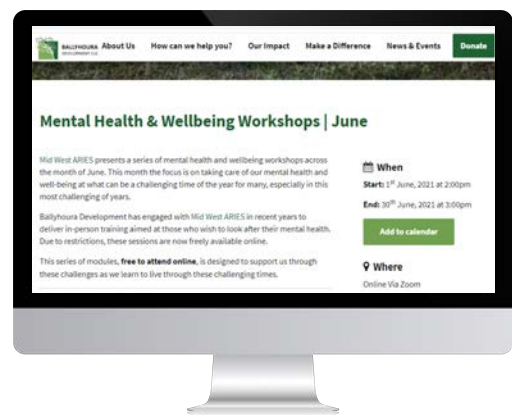 BALLYHOURA
DEVELOPMENT CLG
About Us How can we help you? Our Impact Make a Difference News & Events Donate
Mental Health & Wellbeing Workshops | June
Mid West ARIES presents a series of mental health and wellbeing workshops across
the month of June. This month the focus is on taking care of our mental health and
well-being at what can be a challenging time of the year for many, especially in this
most challenging of years.
Ballyhoura Development has engaged with Mid West ARIES in recent years to
deliver in-person training aimed at those who wish to look after their mental health.
Due to restrictions, these sessions are now freely available online.
This series of modules, free to attend online, is designed to support us through
these challenges as we learn to live through these challenging times.
When
Start: 1st June, 2021 at 2:00pm
End: 30th June, 2021 at 3:00pm
Add to calendar
Where
Online Via Zoom